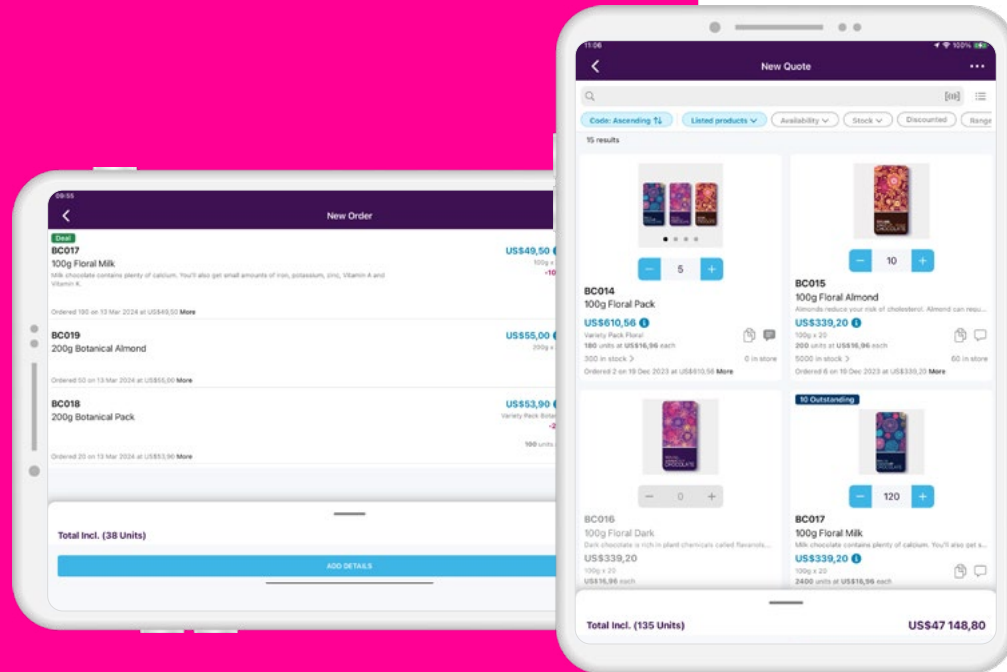 09:55
New Order
Deal
BC017
US$49,50
100g Floral Milk
100g x
Milk chocolate contains plenty of calcium. You'll also get small amounts of iron, potassium, zinc, Vitamin A and
Vitamin K.
-10
Ordered 180 on 13 Mar 2024 at US$49,50 More
BC019
US$55,00
200g Botanical Almond
200g x
Ordered 50 on 13 Mar 2024 at US$55,00 More
BC018
US$53,90
200g Botanical Pack
Variety Pack Bota
-2
100 units
Ordered 20 on 13 Mar 2024 at US$53,90 More
Total Incl. (38 Units)
ADD DETAILS
11:06
100%
New Quote
Code: Ascending
Listed products
Availability
Stock
Discounted
Range
15 results
CHOCOLATE
5
10
BC014
100g Floral Pack
US$610,56
Variety Pack Floral
180 units at US$16,96 each
300 in stock >
0 in store
Ordered 2 on 19 Dec 2023 at US$610,56 More
BC015
100g Floral Almond
Almonds reduce your risk of cholesterol. Almond can requ...
US$339,20
100g x 20
200 units at US$16,96 each
5000 in stock >
60 in store
Ordered 6 on 19 Dec 2023 at US$339,20 More
CHOCOLATE
0
BC016
100g Floral Dark
Dark chocolate is rich in plant chemicals called flavanols...
US$339,20
100g x 20
US$16,96 each
10 Outstanding
CHOCOLATE
120
BC017
100g Floral Milk
Milk chocolate contains plenty of calcium. You'll also get s...
US$339,20
100g x 20
2400 units at US$16,96 each
Total Incl. (135 Units)
US$47 148,80